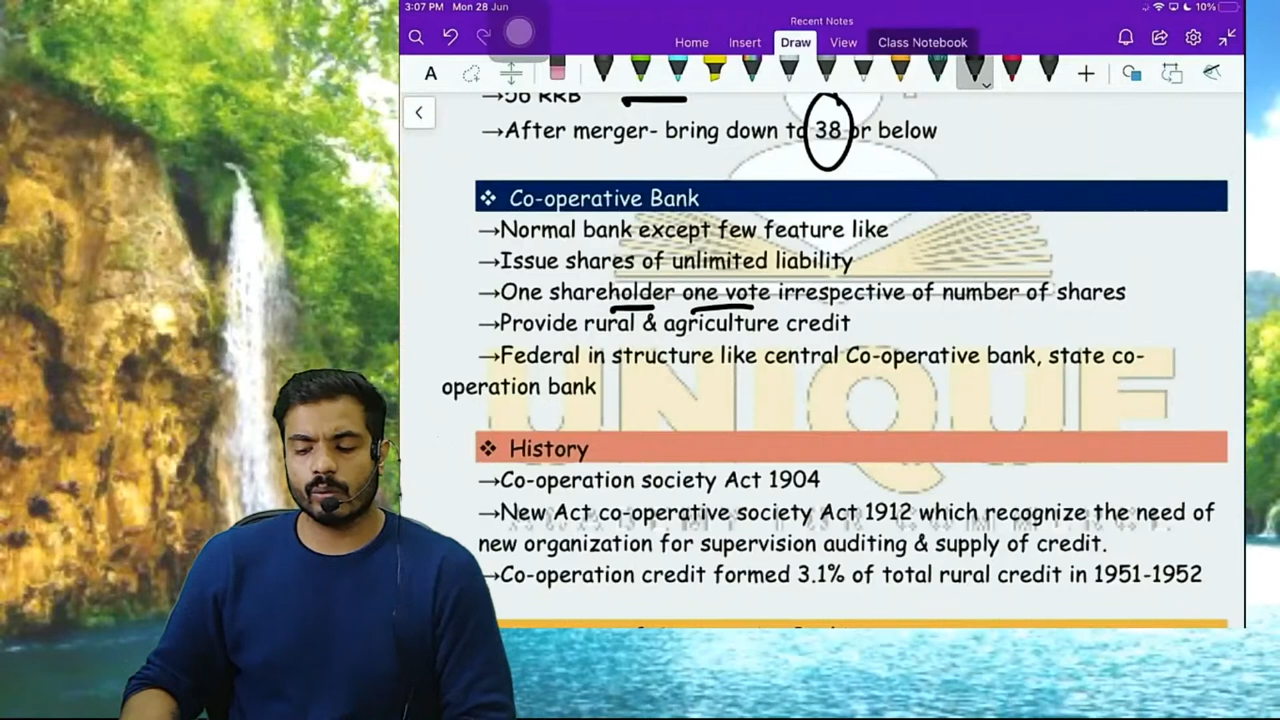 3:07 PM Mon 28 Jun
10%
Recent Notes
Home Insert Draw View Class Notebook
A
→56 RRB
→After merger- bring down to 38 or below
❖ Co-operative Bank
→Normal bank except few feature like
→Issue shares of unlimited liability
→One shareholder one vote irrespective of number of shares
→Provide rural & agriculture credit
→Federal in structure like central Co-operative bank, state co-
operation bank
UNIQUE
❖ History
→Co-operation society Act 1904
→New Act co-operative society Act 1912 which recognize the need of
new organization for supervision auditing & supply of credit.
→Co-operation credit formed 3.1% of total rural credit in 1951-1952